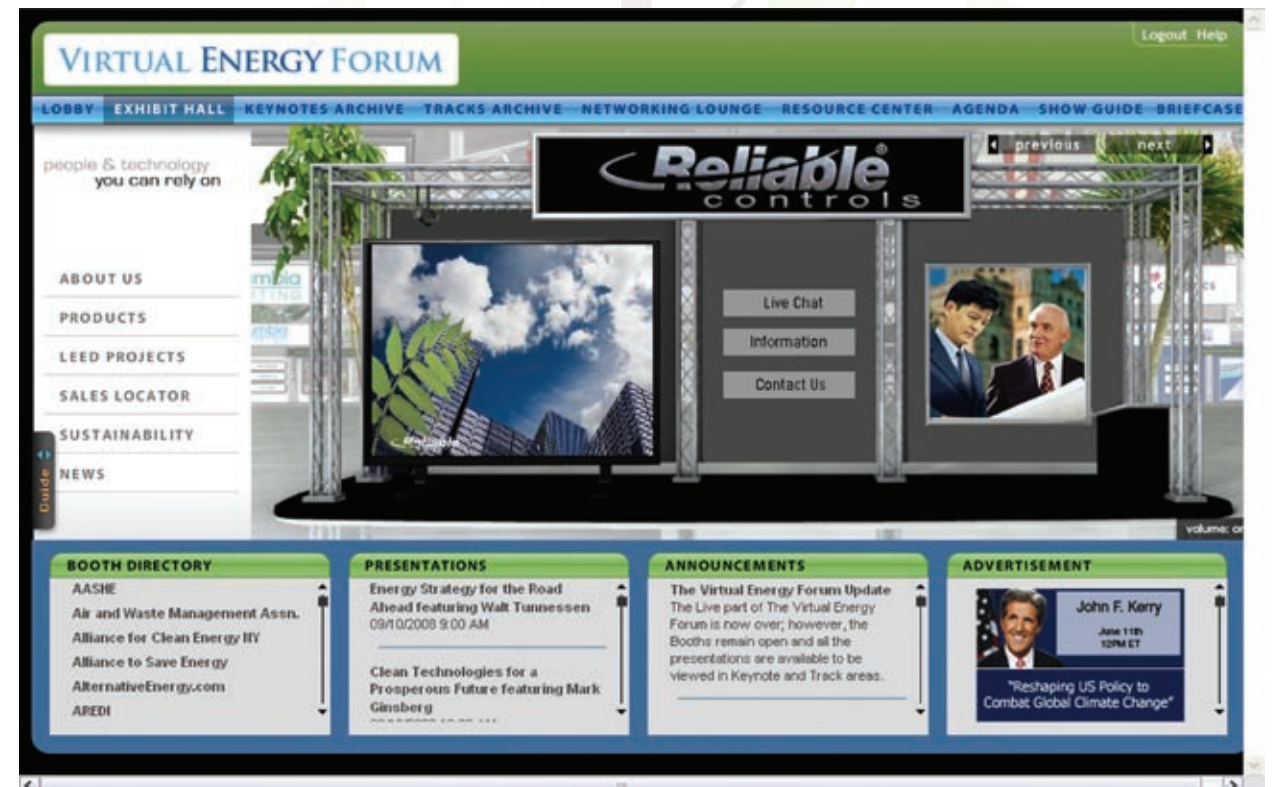 Logout Help
VIRTUAL ENERGY FORUM
LOBBY EXHIBIT HALL KEYNOTES ARCHIVE TRACKS ARCHIVE NETWORKING LOUNGE RESOURCE CENTER AGENDA SHOW GUIDE BRIEFCASE
people & technology
you can rely on
previous next
Reliable®
controls
ABOUT US
PRODUCTS
LEED PROJECTS
SALES LOCATOR
SUSTAINABILITY
NEWS
Guide
Live Chat
Information
Contact Us
Reliable
volume:
BOOTH DIRECTORY
AASHE
Air and Waste Management Assn.
Alliance for Clean Energy NY
Alliance to Save Energy
AlternativeEnergy.com
AREDI
PRESENTATIONS
Energy Strategy for the Road
Ahead featuring Walt Tunnessen
09/10/2008 9:00 AM
Clean Technologies for a
Prosperous Future featuring Mark
Ginsberg
ANNOUNCEMENTS
The Virtual Energy Forum Update
The Live part of The Virtual Energy
Forum is now over; however, the
Booths remain open and all the
presentations are available to be
viewed in Keynote and Track areas.
ADVERTISEMENT
John F. Kerry
June 11th
12PM ET
"Reshaping US Policy to
Combat Global Climate Change"